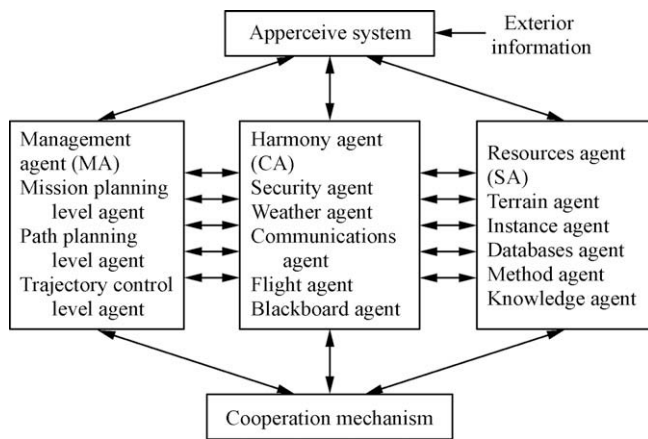 Apperceive system
Exterior
information
Management
agent (MA)
Mission planning
level agent
Path planning
level agent
Trajectory control
level agent
Harmony agent
(CA)
Security agent
Weather agent
Communications
agent
Flight agent
Blackboard agent
Resources agent
(SA)
Terrain agent
Instance agent
Databases agent
Method agent
Knowledge agent
Cooperation mechanism